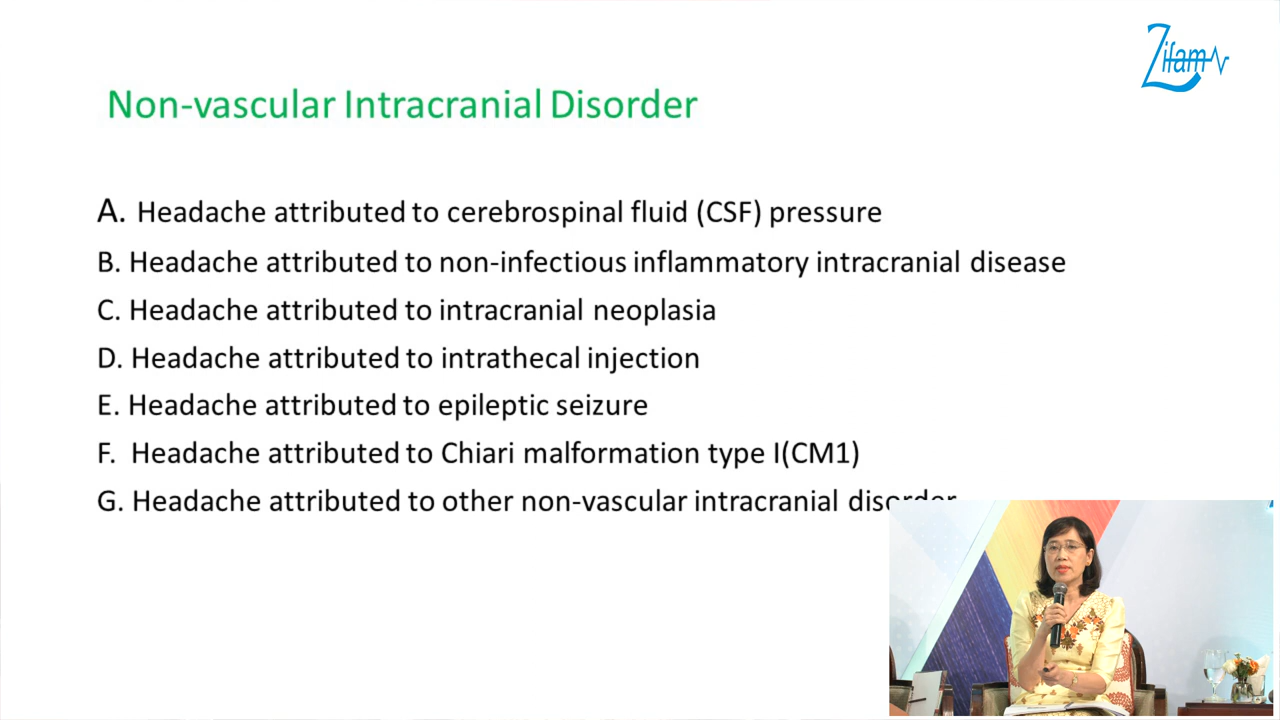 Zifam
Non-vascular Intracranial Disorder
A. Headache attributed to cerebrospinal fluid (CSF) pressure
B. Headache attributed to non-infectious inflammatory intracranial disease
C. Headache attributed to intracranial neoplasia
D. Headache attributed to intrathecal injection
E. Headache attributed to epileptic seizure
F. Headache attributed to Chiari malformation type I(CM1)
G. Headache attributed to other non-vascular intracranial disorder